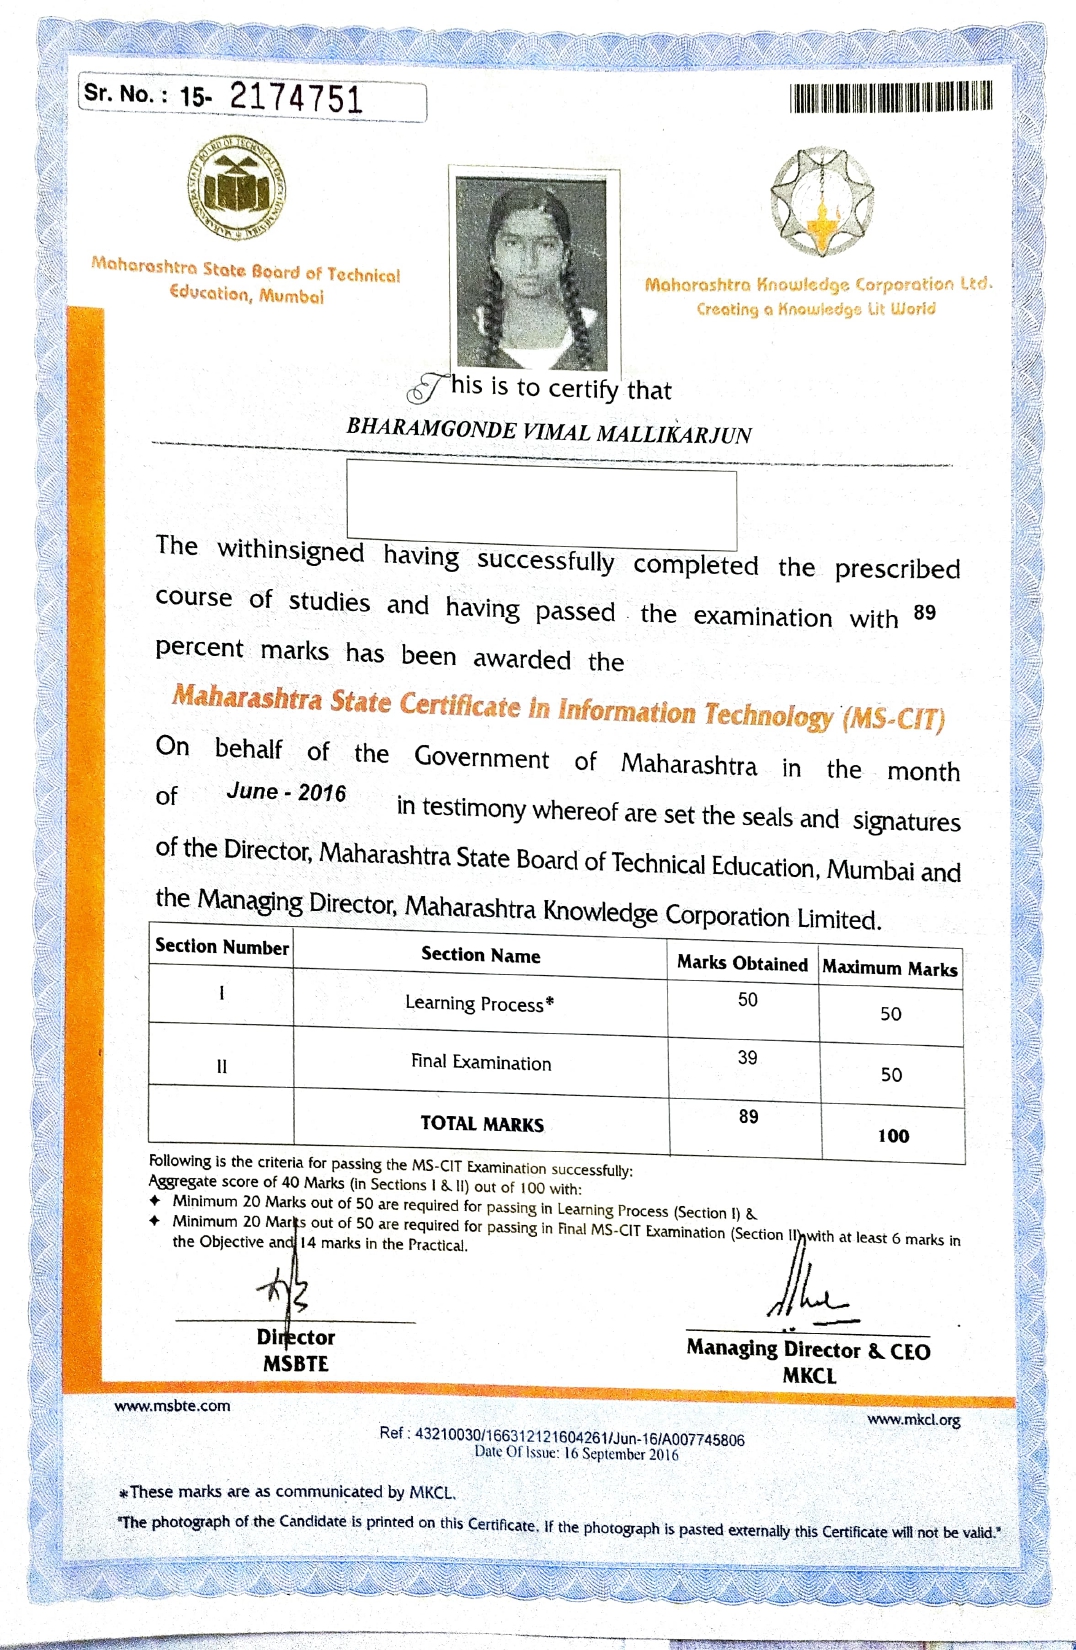 Sr. No. : 15- 2174751
MAHARASHTRA STATE BOARD OF TECHNICAL EDUCATION
Maharashtra State Board of Technical
Education, Mumbai
Maharashtra Knowledge Corporation Ltd.
Creating a Knowledge Lit World
This is to certify that
BHARAMGONDE VIMAL MALLIKARJUN
The withinsigned having successfully completed the prescribed
course of studies and having passed the examination with 89
percent marks has been awarded the
Maharashtra State Certificate in Information Technology (MS-CIT)
On behalf of the Government of Maharashtra in the month
of June - 2016 in testimony whereof are set the seals and signatures
of the Director, Maharashtra State Board of Technical Education, Mumbai and
the Managing Director, Maharashtra Knowledge Corporation Limited.
Section Number Section Name Marks Obtained Maximum Marks
I Learning Process* 50 50
II Final Examination 39 50
TOTAL MARKS 89 100
Following is the criteria for passing the MS-CIT Examination successfully:
Aggregate score of 40 Marks (in Sections I & II) out of 100 with:
✦ Minimum 20 Marks out of 50 are required for passing in Learning Process (Section I) &
✦ Minimum 20 Marks out of 50 are required for passing in Final MS-CIT Examination (Section II) with at least 6 marks in
the Objective and 14 marks in the Practical.
Director
MSBTE
Managing Director & CEO
MKCL
www.msbte.com
www.mkcl.org
Ref : 43210030/166312121604261/Jun-16/A007745806
Date Of Issue: 16 September 2016
*These marks are as communicated by MKCL.
"The photograph of the Candidate is printed on this Certificate. If the photograph is pasted externally this Certificate will not be valid."